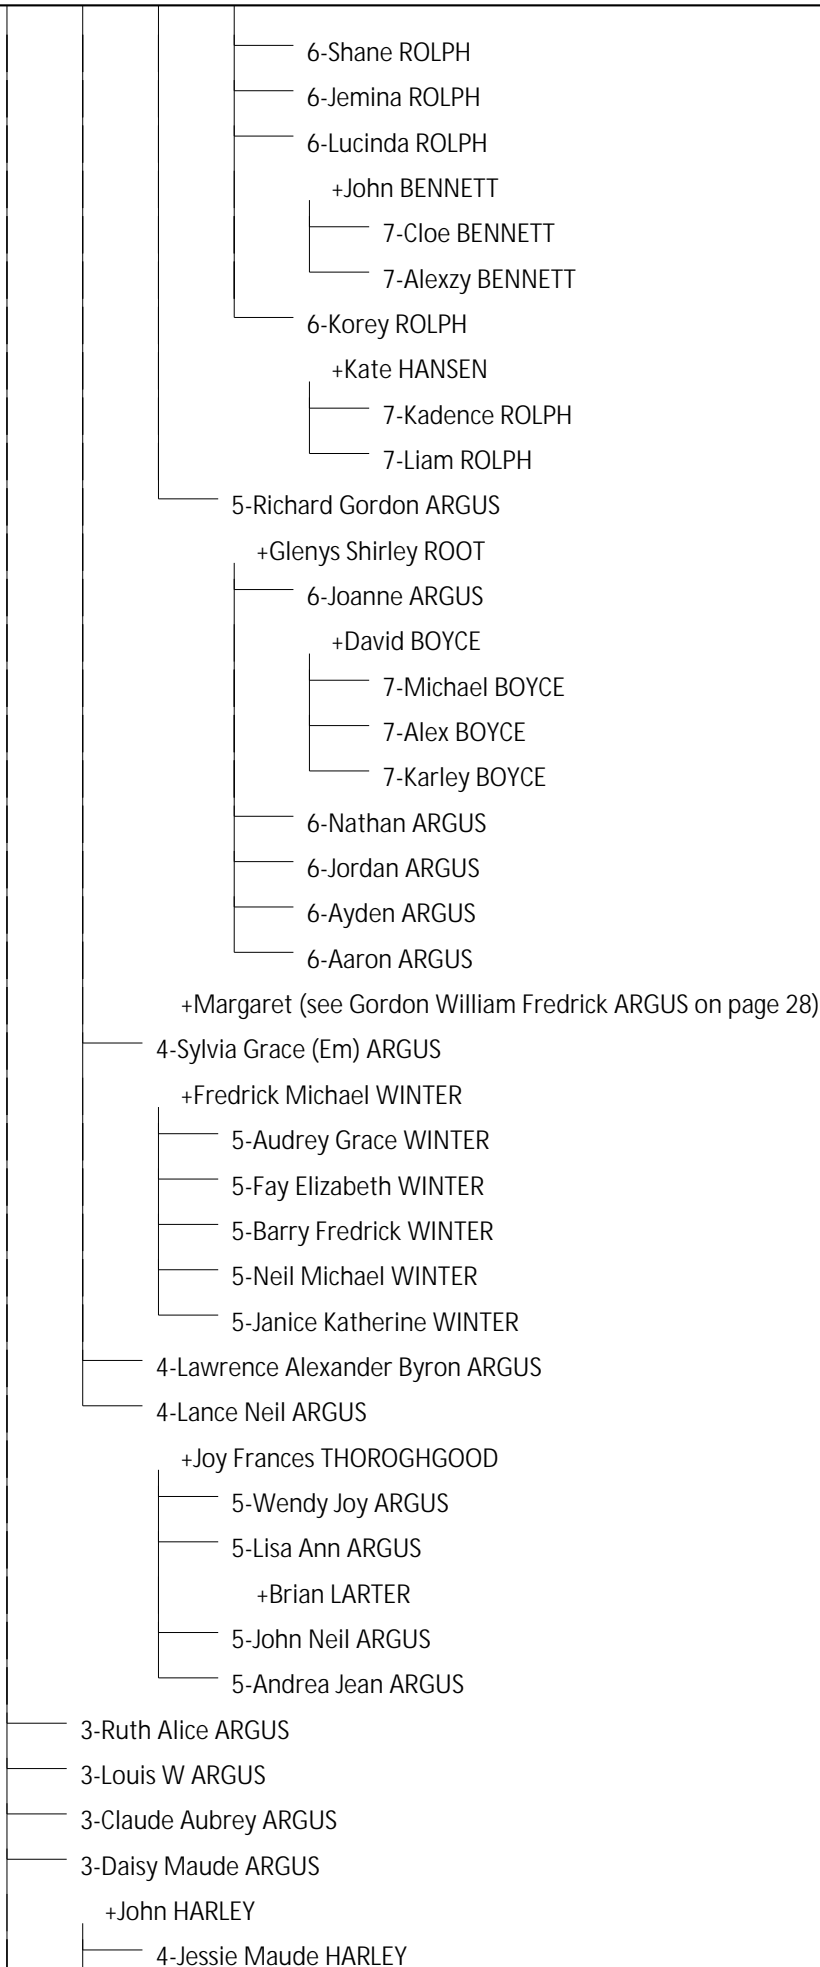 6-Shane ROLPH
6-Jemina ROLPH
6-Lucinda ROLPH
+John BENNETT
7-Cloe BENNETT
7-Alexzy BENNETT
6-Korey ROLPH
+Kate HANSEN
7-Kadence ROLPH
7-Liam ROLPH
5-Richard Gordon ARGUS
+Glenys Shirley ROOT
6-Joanne ARGUS
+David BOYCE
7-Michael BOYCE
7-Alex BOYCE
7-Karley BOYCE
6-Nathan ARGUS
6-Jordan ARGUS
6-Ayden ARGUS
6-Aaron ARGUS
+Margaret (see Gordon William Fredrick ARGUS on page 28)
4-Sylvia Grace (Em) ARGUS
+Fredrick Michael WINTER
5-Audrey Grace WINTER
5-Fay Elizabeth WINTER
5-Barry Fredrick WINTER
5-Neil Michael WINTER
5-Janice Katherine WINTER
4-Lawrence Alexander Byron ARGUS
4-Lance Neil ARGUS
+Joy Frances THOROGHGOOD
5-Wendy Joy ARGUS
5-Lisa Ann ARGUS
+Brian LARTER
5-John Neil ARGUS
5-Andrea Jean ARGUS
3-Ruth Alice ARGUS
3-Louis W ARGUS
3-Claude Aubrey ARGUS
3-Daisy Maude ARGUS
+John HARLEY
4-Jessie Maude HARLEY